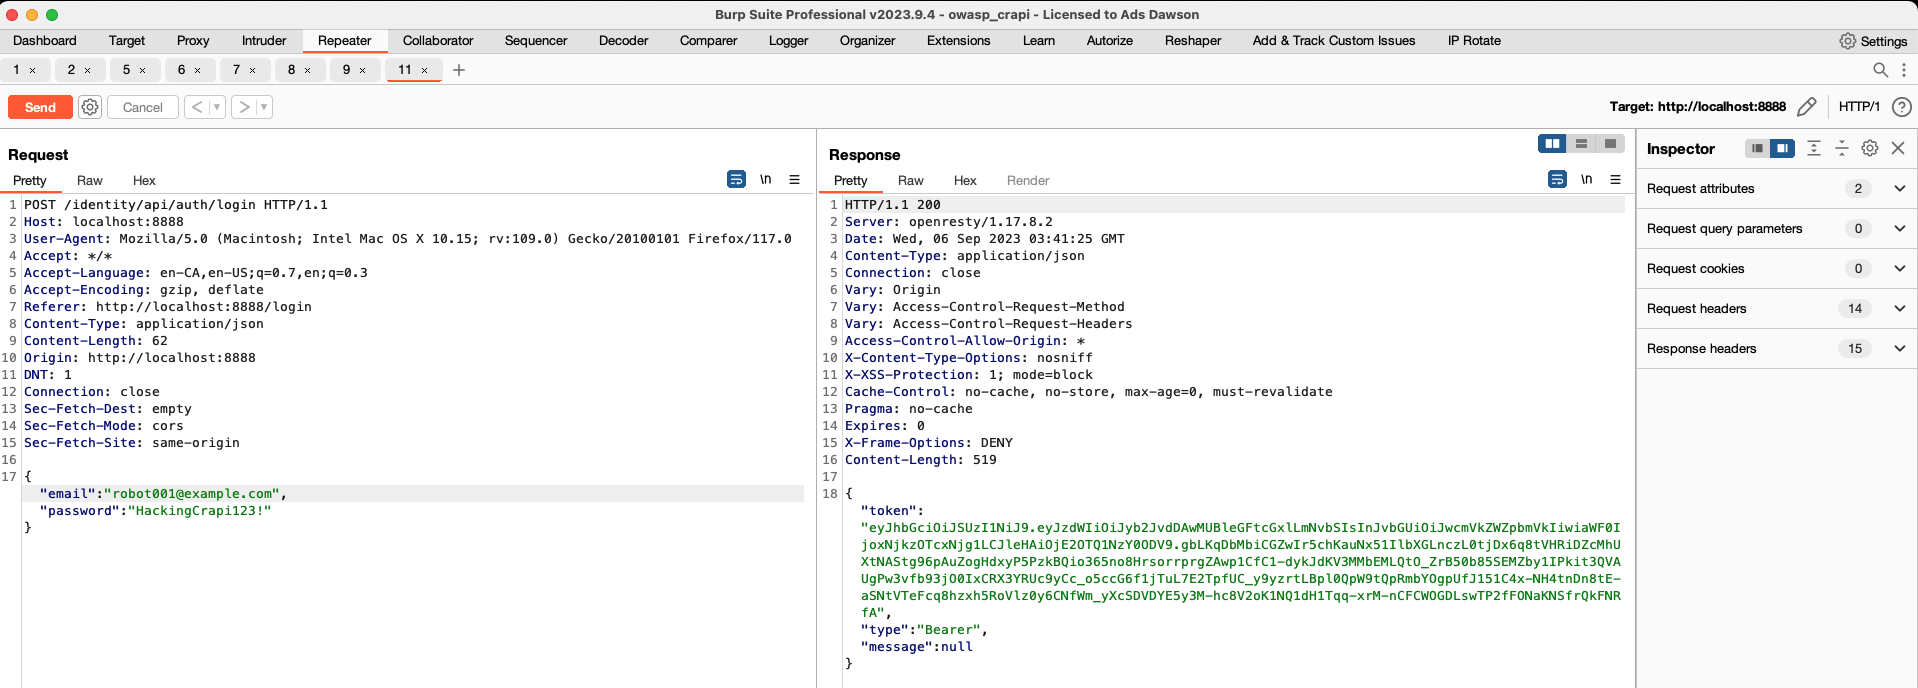 Burp Suite Professional v2023.9.4 - owasp_crapi - Licensed to Ads Dawson
Dashboard Target Proxy Intruder Repeater Collaborator Sequencer Decoder Comparer Logger Organizer Extensions Learn Autorize Reshaper Add & Track Custom Issues IP Rotate Settings
1 × 2 × 5 × 6 × 7 × 8 × 9 × 11 × +
Send Cancel < > Target: http://localhost:8888 HTTP/1 ?
Request
Pretty Raw Hex \n
1 POST /identity/api/auth/login HTTP/1.1
2 Host: localhost:8888
3 User-Agent: Mozilla/5.0 (Macintosh; Intel Mac OS X 10.15; rv:109.0) Gecko/20100101 Firefox/117.0
4 Accept: */*
5 Accept-Language: en-CA,en-US;q=0.7,en;q=0.3
6 Accept-Encoding: gzip, deflate
7 Referer: http://localhost:8888/login
8 Content-Type: application/json
9 Content-Length: 62
10 Origin: http://localhost:8888
11 DNT: 1
12 Connection: close
13 Sec-Fetch-Dest: empty
14 Sec-Fetch-Mode: cors
15 Sec-Fetch-Site: same-origin
16
17 {
"email":"robot001@example.com",
"password":"HackingCrapi123!"
}
Response
Pretty Raw Hex Render \n
1 HTTP/1.1 200
2 Server: openresty/1.17.8.2
3 Date: Wed, 06 Sep 2023 03:41:25 GMT
4 Content-Type: application/json
5 Connection: close
6 Vary: Origin
7 Vary: Access-Control-Request-Method
8 Vary: Access-Control-Request-Headers
9 Access-Control-Allow-Origin: *
10 X-Content-Type-Options: nosniff
11 X-XSS-Protection: 1; mode=block
12 Cache-Control: no-cache, no-store, max-age=0, must-revalidate
13 Pragma: no-cache
14 Expires: 0
15 X-Frame-Options: DENY
16 Content-Length: 519
17
18 {
"token":
"eyJhbGciOiJSUzI1NiJ9.eyJzdWIiOiJyb2JvdDAwMUBleGFtcGxlLmNvbSIsInJvbGUiOiJwcmVkZWZpbmVkIiwiaWF0I
joxNjkzOTcxNjg1LCJleHAiOjE2OTQ1NzY0ODV9.gbLKqDbMbiCGZwIr5chKauNx51IlbXGLnczL0tjDx6q8tVHRiDZcMhU
XtNAStg96pAuZogHdxyP5PzkBQio365no8HrsorrprgZAwp1CfC1-dykJdKV3MMbEMLQtO_ZrB50b85SEMZby1IPkit3QVA
UgPw3vfb93jO0IxCRX3YRUc9yCc_o5ccG6f1jTuL7E2TpfUC_y9yzrtLBpl0QpW9tQpRmbYOgpUfJ151C4x-NH4tnDn8tE-
aSNtVTeFcq8hzxh5RoVlz0y6CNfWm_yXcSDVDYE5y3M-hc8V2oK1NQ1dH1Tqq-xrM-nCFCWOGDLswTP2fFONaKNSfrQkFNR
fA",
"type":"Bearer",
"message":null
}
Inspector
Request attributes 2
Request query parameters 0
Request cookies 0
Request headers 14
Response headers 15